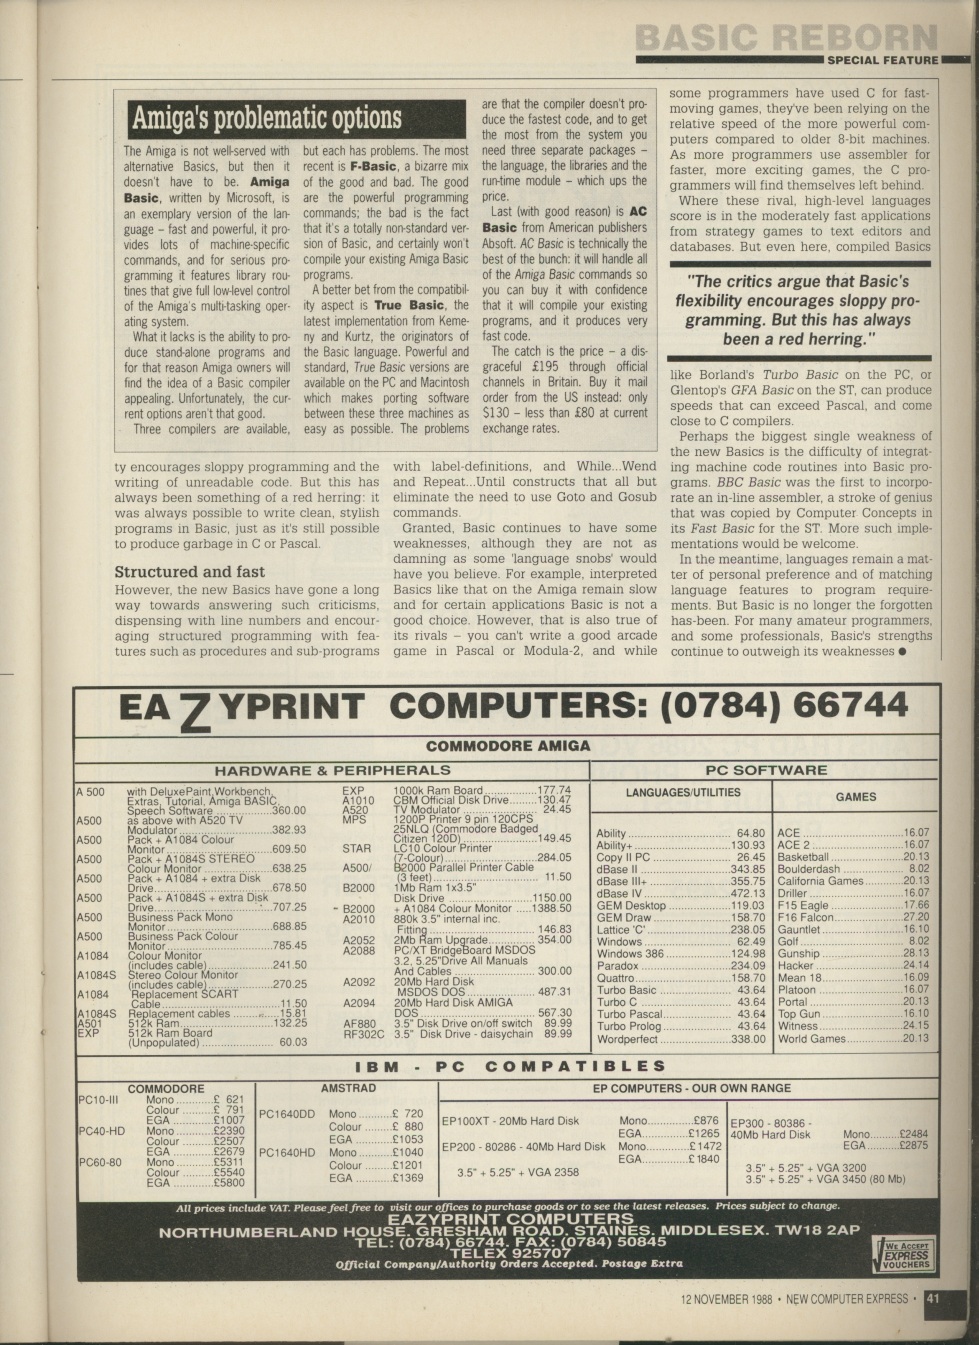 BASIC REBORN
SPECIAL FEATURE
Amiga's problematic options
The Amiga is not well-served with
alternative Basics, but then it
doesn't have to be. Amiga
Basic, written by Microsoft, is
an exemplary version of the lan-
guage – fast and powerful, it pro-
vides lots of machine-specific
commands, and for serious pro-
gramming it features library rou-
tines that give full low-level control
of the Amiga's multi-tasking oper-
ating system.
What it lacks is the ability to pro-
duce stand-alone programs and
for that reason Amiga owners will
find the idea of a Basic compiler
appealing. Unfortunately, the cur-
rent options aren't that good.
Three compilers are available,
but each has problems. The most
recent is F-Basic, a bizarre mix
of the good and bad. The good
are the powerful programming
commands; the bad is the fact
that it's a totally non-standard ver-
sion of Basic, and certainly won't
compile your existing Amiga Basic
programs.
A better bet from the compatibil-
ity aspect is True Basic, the
latest implementation from Keme-
ny and Kurtz, the originators of
the Basic language. Powerful and
standard, True Basic versions are
available on the PC and Macintosh
which makes porting software
between these three machines as
easy as possible. The problems
are that the compiler doesn't pro-
duce the fastest code, and to get
the most from the system you
need three separate packages –
the language, the libraries and the
run-time module – which ups the
price.
Last (with good reason) is AC
Basic from American publishers
Absoft. AC Basic is technically the
best of the bunch: it will handle all
of the Amiga Basic commands so
you can buy it with confidence
that it will compile your existing
programs, and it produces very
fast code.
The catch is the price – a dis-
graceful £195 through official
channels in Britain. Buy it mail
order from the US instead: only
$130 – less than £80 at current
exchange rates.
ty encourages sloppy programming and the
writing of unreadable code. But this has
always been something of a red herring: it
was always possible to write clean, stylish
programs in Basic, just as it's still possible
to produce garbage in C or Pascal.
Structured and fast
However, the new Basics have gone a long
way towards answering such criticisms,
dispensing with line numbers and encour-
aging structured programming with fea-
tures such as procedures and sub-programs
with label-definitions, and While...Wend
and Repeat...Until constructs that all but
eliminate the need to use Goto and Gosub
commands.
Granted, Basic continues to have some
weaknesses, although they are not as
damning as some 'language snobs' would
have you believe. For example, interpreted
Basics like that on the Amiga remain slow
and for certain applications Basic is not a
good choice. However, that is also true of
its rivals – you can't write a good arcade
game in Pascal or Modula-2, and while
some programmers have used C for fast-
moving games, they've been relying on the
relative speed of the more powerful com-
puters compared to older 8-bit machines.
As more programmers use assembler for
faster, more exciting games, the C pro-
grammers will find themselves left behind.
Where these rival, high-level languages
score is in the moderately fast applications
from strategy games to text editors and
databases. But even here, compiled Basics
"The critics argue that Basic's
flexibility encourages sloppy pro-
gramming. But this has always
been a red herring."
like Borland's Turbo Basic on the PC, or
Glentop's GFA Basic on the ST, can produce
speeds that can exceed Pascal, and come
close to C compilers.
Perhaps the biggest single weakness of
the new Basics is the difficulty of integrat-
ing machine code routines into Basic pro-
grams. BBC Basic was the first to incorpo-
rate an in-line assembler, a stroke of genius
that was copied by Computer Concepts in
its Fast Basic for the ST. More such imple-
mentations would be welcome.
In the meantime, languages remain a mat-
ter of personal preference and of matching
language features to program require-
ments. But Basic is no longer the forgotten
has-been. For many amateur programmers,
and some professionals, Basic's strengths
continue to outweigh its weaknesses ●
EAZYPRINT COMPUTERS: (0784) 66744
COMMODORE AMIGA
HARDWARE & PERIPHERALS
A 500 with DeluxePaint,Workbench,
Extras, Tutorial, Amiga BASIC,
Speech Software ..........360.00
A500 as above with A520 TV
Modulator ..........382.93
A500 Pack + A1084 Colour
Monitor ..........609.50
A500 Pack + A1084S STEREO
Colour Monitor ..........638.25
A500 Pack + A1084 + extra Disk
Drive ..........678.50
A500 Pack + A1084S + extra Disk
Drive ..........707.25
A500 Business Pack Mono
Monitor ..........688.85
A500 Business Pack Colour
Monitor ..........785.45
A1084 Colour Monitor
(includes cable) ..........241.50
A1084S Stereo Colour Monitor
(includes cable) ..........270.25
A1084 Replacement SCART
Cable ..........11.50
A1084S Replacement cables ..........15.81
A501 512k Ram ..........132.25
EXP 512k Ram Board
(Unpopulated) .......... 60.03
EXP 1000k Ram Board ..........177.74
A1010 CBM Official Disk Drive ..........130.47
A520 TV Modulator .......... 24.45
MPS 1200P Printer 9 pin 120CPS
25NLQ (Commodore Badged
Citizen 120D) ..........149.45
STAR LC10 Colour Printer
(7-Colour) ..........284.05
A500/ B2000 Parallel Printer Cable
(3 feet) .......... 11.50
B2000 1Mb Ram 1x3.5"
Disk Drive ..........1150.00
B2000 + A1084 Colour Monitor .....1388.50
A2010 880k 3.5" internal inc.
Fitting .......... 146.83
A2052 2Mb Ram Upgrade .......... 354.00
A2088 PC/XT BridgeBoard MSDOS
3.2, 5.25"Drive All Manuals
And Cables .......... 300.00
A2092 20Mb Hard Disk
MSDOS DOS .......... 487.31
A2094 20Mb Hard Disk AMIGA
DOS .......... 567.30
AF880 3.5" Disk Drive on/off switch 89.99
RF302C 3.5" Disk Drive - daisychain 89.99
PC SOFTWARE
LANGUAGES/UTILITIES
Ability .......... 64.80
Ability+ .......... 130.93
Copy II PC .......... 26.45
dBase II .......... 343.85
dBase III+ .......... 355.75
dBase IV .......... 472.13
GEM Desktop .......... 119.03
GEM Draw .......... 158.70
Lattice 'C' .......... 238.05
Windows .......... 62.49
Windows 386 .......... 124.98
Paradox .......... 234.09
Quattro .......... 158.70
Turbo Basic .......... 43.64
Turbo C .......... 43.64
Turbo Pascal .......... 43.64
Turbo Prolog .......... 43.64
Wordperfect .......... 338.00
GAMES
ACE ..........16.07
ACE 2 ..........16.07
Basketball ..........20.13
Boulderdash .......... 8.02
California Games ..........20.13
Driller ..........16.07
F15 Eagle ..........17.66
F16 Falcon ..........27.20
Gauntlet ..........16.10
Golf .......... 8.02
Gunship ..........28.13
Hacker ..........24.14
Mean 18 ..........16.09
Platoon ..........16.07
Portal ..........20.13
Top Gun ..........16.10
Witness ..........24.15
World Games ..........20.13
IBM - PC COMPATIBLES
COMMODORE
PC10-III Mono ..........£ 621
Colour ..........£ 791
EGA ..........£1007
PC40-HD Mono ..........£2390
Colour ..........£2507
EGA ..........£2679
PC60-80 Mono ..........£5311
Colour ..........£5540
EGA ..........£5800
AMSTRAD
PC1640DD Mono ..........£ 720
Colour ..........£ 880
EGA ..........£1053
PC1640HD Mono ..........£1040
Colour ..........£1201
EGA ..........£1369
EP COMPUTERS - OUR OWN RANGE
EP100XT - 20Mb Hard Disk Mono ..........£876
EGA ..........£1265
EP200 - 80286 - 40Mb Hard Disk Mono ..........£1472
EGA ..........£1840
3.5" + 5.25" + VGA 2358
EP300 - 80386 -
40Mb Hard Disk Mono ..........£2484
EGA ..........£2875
3.5" + 5.25" + VGA 3200
3.5" + 5.25" + VGA 3450 (80 Mb)
All prices include VAT. Please feel free to visit our offices to purchase goods or to see the latest releases. Prices subject to change.
EAZYPRINT COMPUTERS
NORTHUMBERLAND HOUSE, GRESHAM ROAD, STAINES, MIDDLESEX. TW18 2AP
TEL: (0784) 66744. FAX: (0784) 50845
TELEX 925707
Official Company/Authority Orders Accepted. Postage Extra
WE ACCEPT
EXPRESS
VOUCHERS
12 NOVEMBER 1988 • NEW COMPUTER EXPRESS • 41